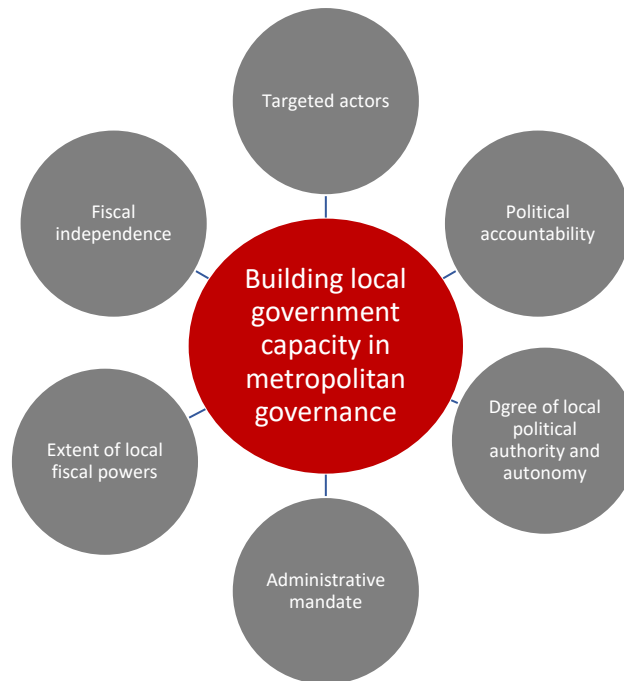 Targeted actors
Fiscal
independence
Political
accountability
Building local
government
capacity in
metropolitan
governance
Extent of local
fiscal powers
Dgree of local
political
authority and
autonomy
Administrative
mandate